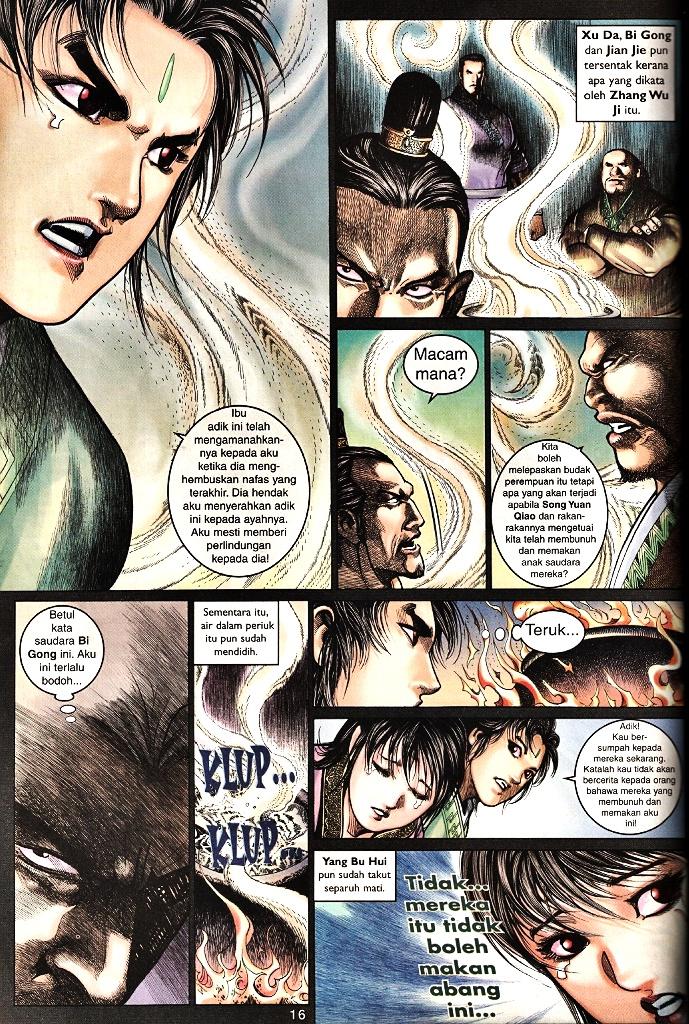 Ibu
adik ini telah
mengamanahkan-
nya kepada aku
ketika dia meng-
hembuskan nafas yang
terakhir. Dia hendak
aku menyerahkan adik
ini kepada ayahnya.
Aku mesti memberi
perlindungan
kepada dia!
Xu Da, Bi Gong
dan Jian Jie pun
tersentak kerana
apa yang dikata
oleh Zhang Wu
Ji itu.
Macam
mana?
Kita
boleh
melepaskan budak
perempuan itu tetapi
apa yang akan terjadi
apabila Song Yuan
Qiao dan rakan-
rakannya mengetuai
kita telah membunuh
dan memakan
anak saudara
mereka?
Betul
kata
saudara Bi
Gong ini. Aku
ini terlalu
bodoh...
Sementara itu,
air dalam periuk
itu pun sudah
mendidih.
KLUP...
KLUP...
Teruk...
Adik!
Kau ber-
sumpah kepada
mereka sekarang.
Katalah kau tidak akan
bercerita kepada orang
bahawa mereka yang
membunuh dan
memakan aku
ini!
Yang Bu Hui
pun sudah takut
separuh mati.
Tidak...
mereka
itu tidak
boleh
makan
abang
ini...
16